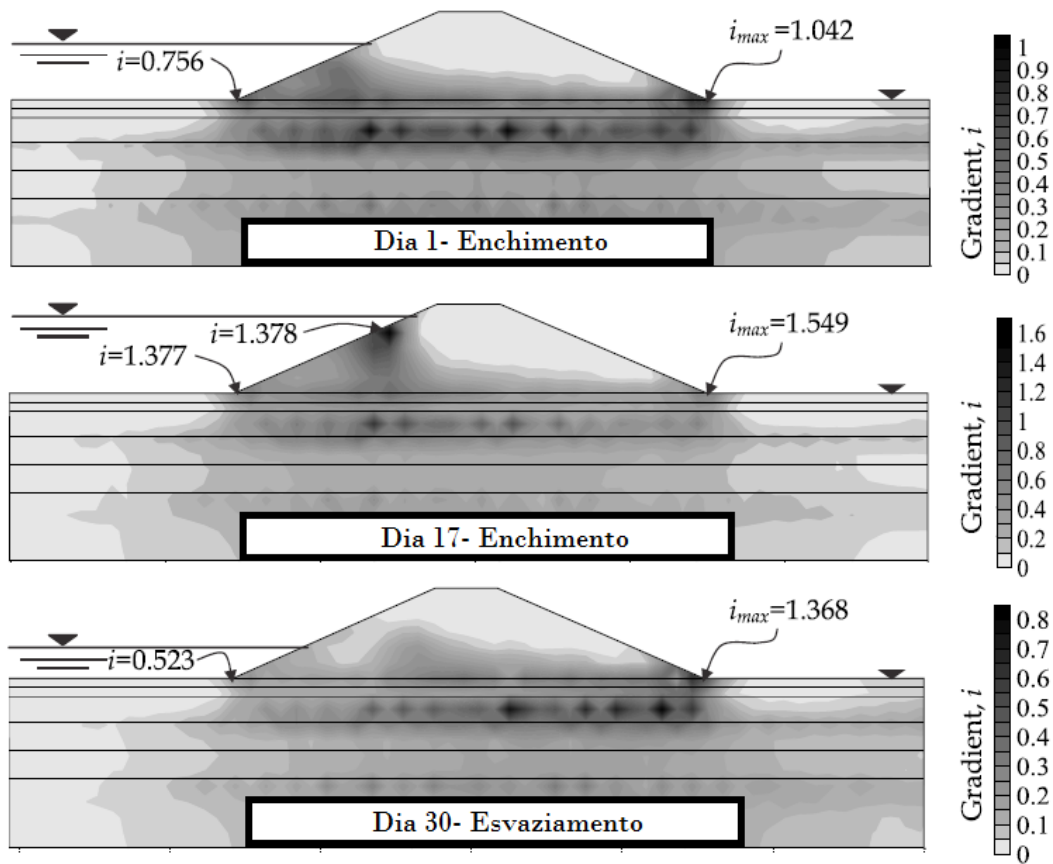 i=0.756
i_max=1.042
Dia 1- Enchimento
Gradient, i
1
0.9
0.8
0.7
0.6
0.5
0.4
0.3
0.2
0.1
0
i=1.378
i=1.377
i_max=1.549
Dia 17- Enchimento
Gradient, i
1.6
1.4
1.2
1
0.8
0.6
0.4
0.2
0
i=0.523
i_max=1.368
Dia 30- Esvaziamento
Gradient, i
0.8
0.7
0.6
0.5
0.4
0.3
0.2
0.1
0